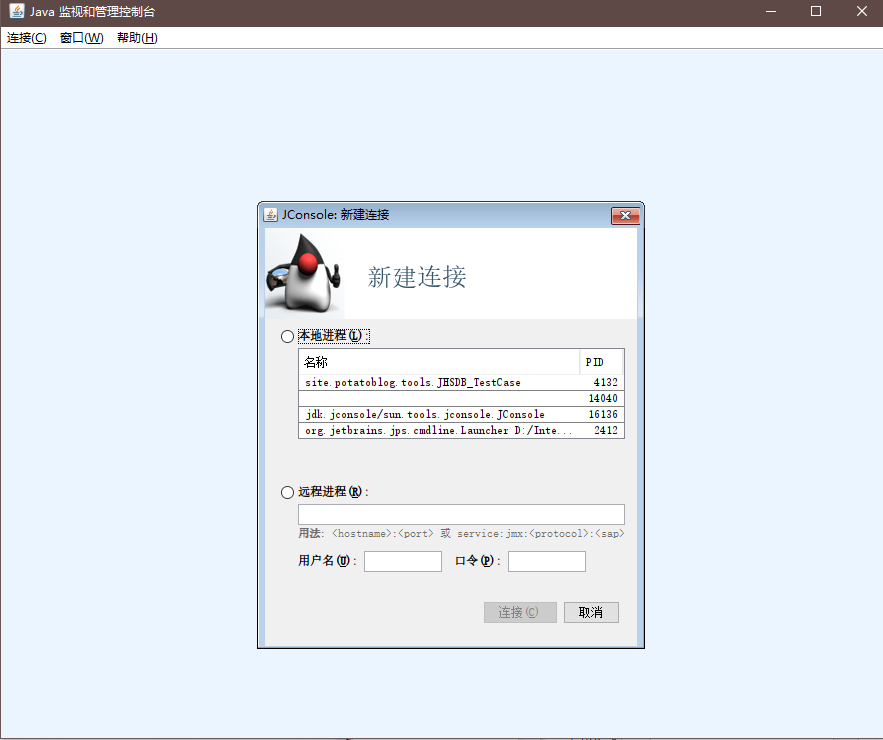 Java 监视和管理控制台
连接(C) 窗口(W) 帮助(H)
JConsole: 新建连接
新建连接
本地进程(L):
名称 PID
site.potatoblog.tools.JHSDB_TestCase 4132
14040
jdk.jconsole/sun.tools.jconsole.JConsole 16136
org.jetbrains.jps.cmdline.Launcher D:/Inte... 2412
远程进程(R):
用法: <hostname>:<port> 或 service:jmx:<protocol>:<sap>
用户名(U): 口令(P):
连接(C) 取消